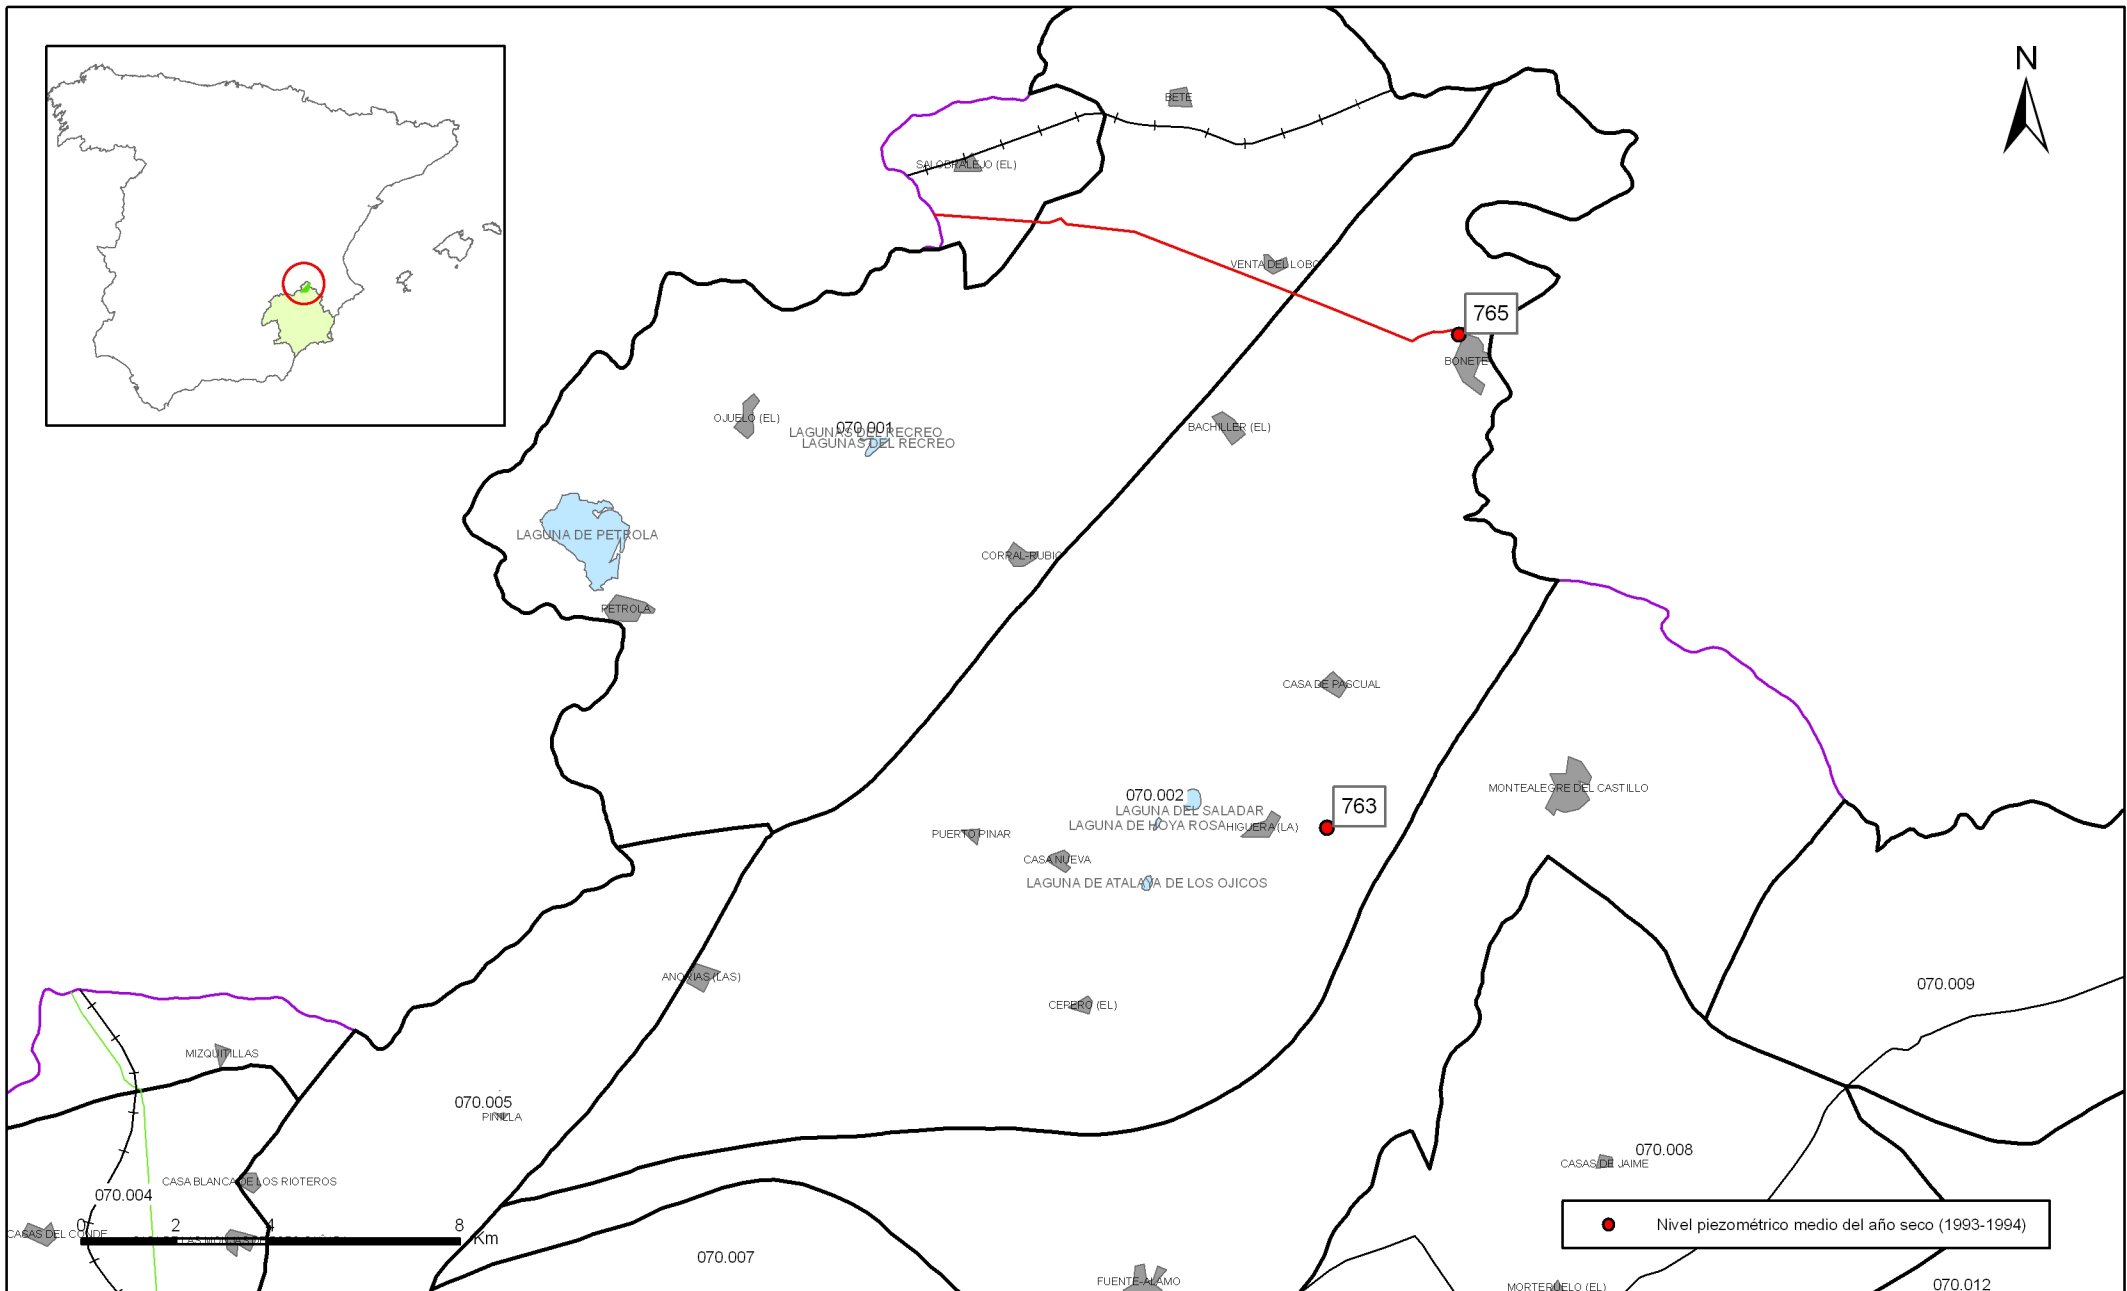 N
BETE
SALOBRALEJO (EL)
VENTA DEL LOBO
765
BONETE
OJUELO (EL)
070.001
LAGUNAS DEL RECREO
LAGUNAS DEL RECREO
BACHILLER (EL)
LAGUNA DE PETROLA
CORRAL-RUBIO
PETROLA
CASA DE PASCUAL
070.002
LAGUNA DEL SALADAR
LAGUNA DE HOYA ROSA
HIGUERA (LA)
763
MONTEALEGRE DEL CASTILLO
PUERTO PINAR
CASA NUEVA
LAGUNA DE ATALAYA DE LOS OJICOS
ANORIAS (LAS)
CEPERO (EL)
070.009
MIZQUITILLAS
070.005
PINILLA
070.008
CASAS DE JAIME
CASA BLANCA DE LOS RIOTEROS
070.004
0 2 4 8
Km
CASAS DEL CONDE
Nivel piezométrico medio del año seco (1993-1994)
070.007
FUENTE-ALAMO
MORTERUELO (EL)
070.012